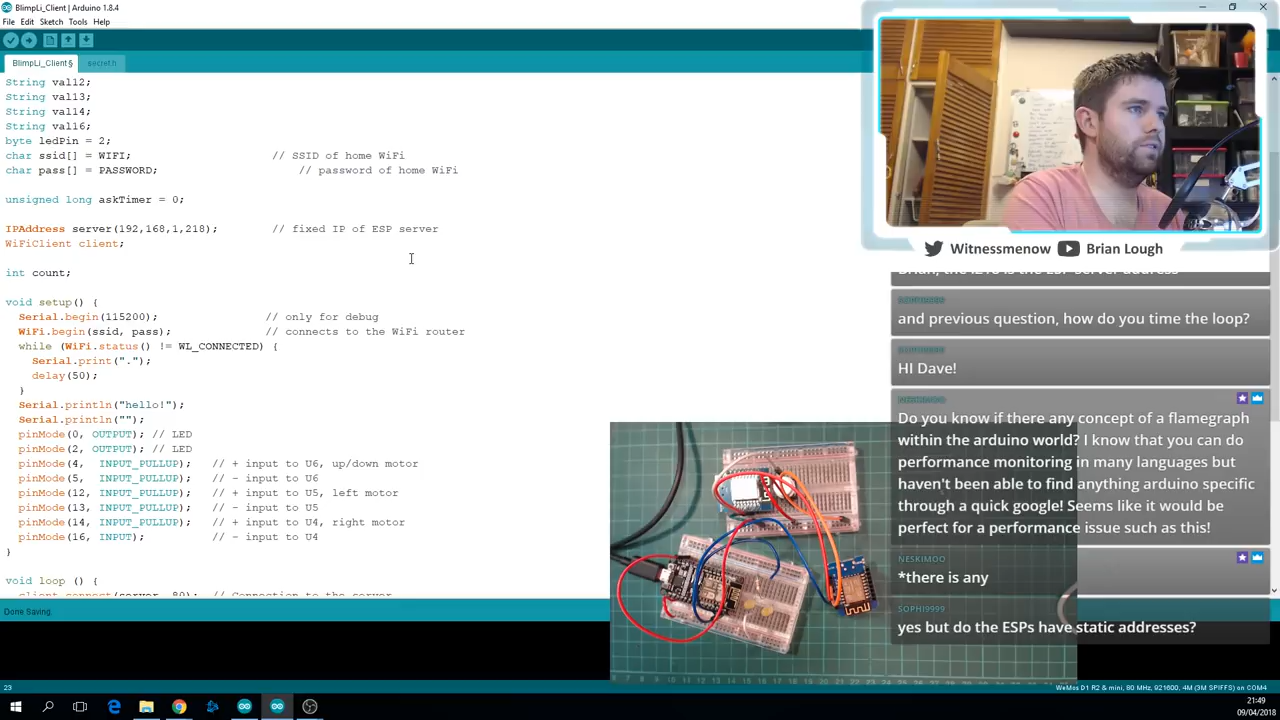 BlimpLi_Client | Arduino 1.8.4
File Edit Sketch Tools Help
BlimpLi_Client§ secret.h
String val12;
String val13;
String val14;
String val16;
byte ledPin = 2;
char ssid[] = WIFI; // SSID of home WiFi
char pass[] = PASSWORD; // password of home WiFi
unsigned long askTimer = 0;
IPAddress server(192,168,1,218); // fixed IP of ESP server
WiFiClient client;
int count;
void setup() {
Serial.begin(115200); // only for debug
WiFi.begin(ssid, pass); // connects to the WiFi router
while (WiFi.status() != WL_CONNECTED) {
Serial.print(".");
delay(50);
}
Serial.println("hello!");
Serial.println("");
pinMode(0, OUTPUT); // LED
pinMode(2, OUTPUT); // LED
pinMode(4, INPUT_PULLUP); // + input to U6, up/down motor
pinMode(5, INPUT_PULLUP); // - input to U6
pinMode(12, INPUT_PULLUP); // + input to U5, left motor
pinMode(13, INPUT_PULLUP); // - input to U5
pinMode(14, INPUT_PULLUP); // + input to U4, right motor
pinMode(16, INPUT); // - input to U4
}
void loop () {
client.connect(server, 80); // Connection to the server
Done Saving.
23
WeMos D1 R2 & mini, 80 MHz, 921600, 4M (3M SPIFFS) on COM4
21:49
09/04/2018
Witnessmenow Brian Lough
and previous question, how do you time the loop?
HI Dave!
NESKIMOO
Do you know if there any concept of a flamegraph
within the arduino world? I know that you can do
performance monitoring in many languages but
haven't been able to find anything arduino specific
through a quick google! Seems like it would be
perfect for a performance issue such as this!
NESKIMOO
*there is any
SOPHI9999
yes but do the ESPs have static addresses?